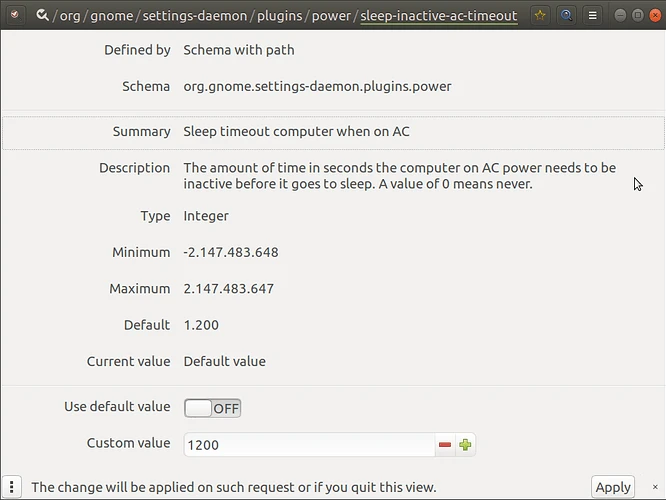 / org / gnome / settings-daemon / plugins / power / sleep-inactive-ac-timeout
Defined by Schema with path
Schema org.gnome.settings-daemon.plugins.power
Summary Sleep timeout computer when on AC
Description The amount of time in seconds the computer on AC power needs to be
inactive before it goes to sleep. A value of 0 means never.
Type Integer
Minimum -2.147.483.648
Maximum 2.147.483.647
Default 1.200
Current value Default value
Use default value OFF
Custom value 1200
The change will be applied on such request or if you quit this view. Apply